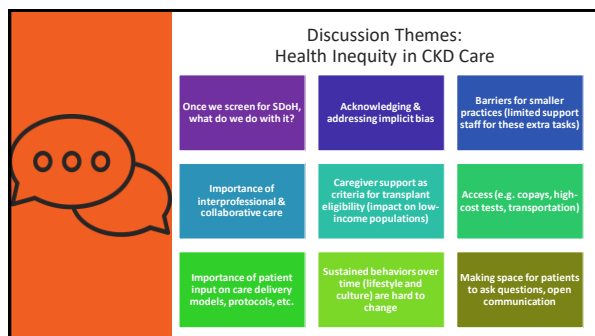 Discussion Themes:
Health Inequity in CKD Care
Once we screen for SDoH,
what do we do with it?
Acknowledging &
addressing implicit bias
Barriers for smaller
practices (limited support
staff for these extra tasks)
Importance of
interprofessional &
collaborative care
Caregiver support as
criteria for transplant
eligibility (impact on low-
income populations)
Access (e.g. copays, high-
cost tests, transportation)
Importance of patient
input on care delivery
models, protocols, etc.
Sustained behaviors over
time (lifestyle and
culture) are hard to
change
Making space for patients
to ask questions, open
communication